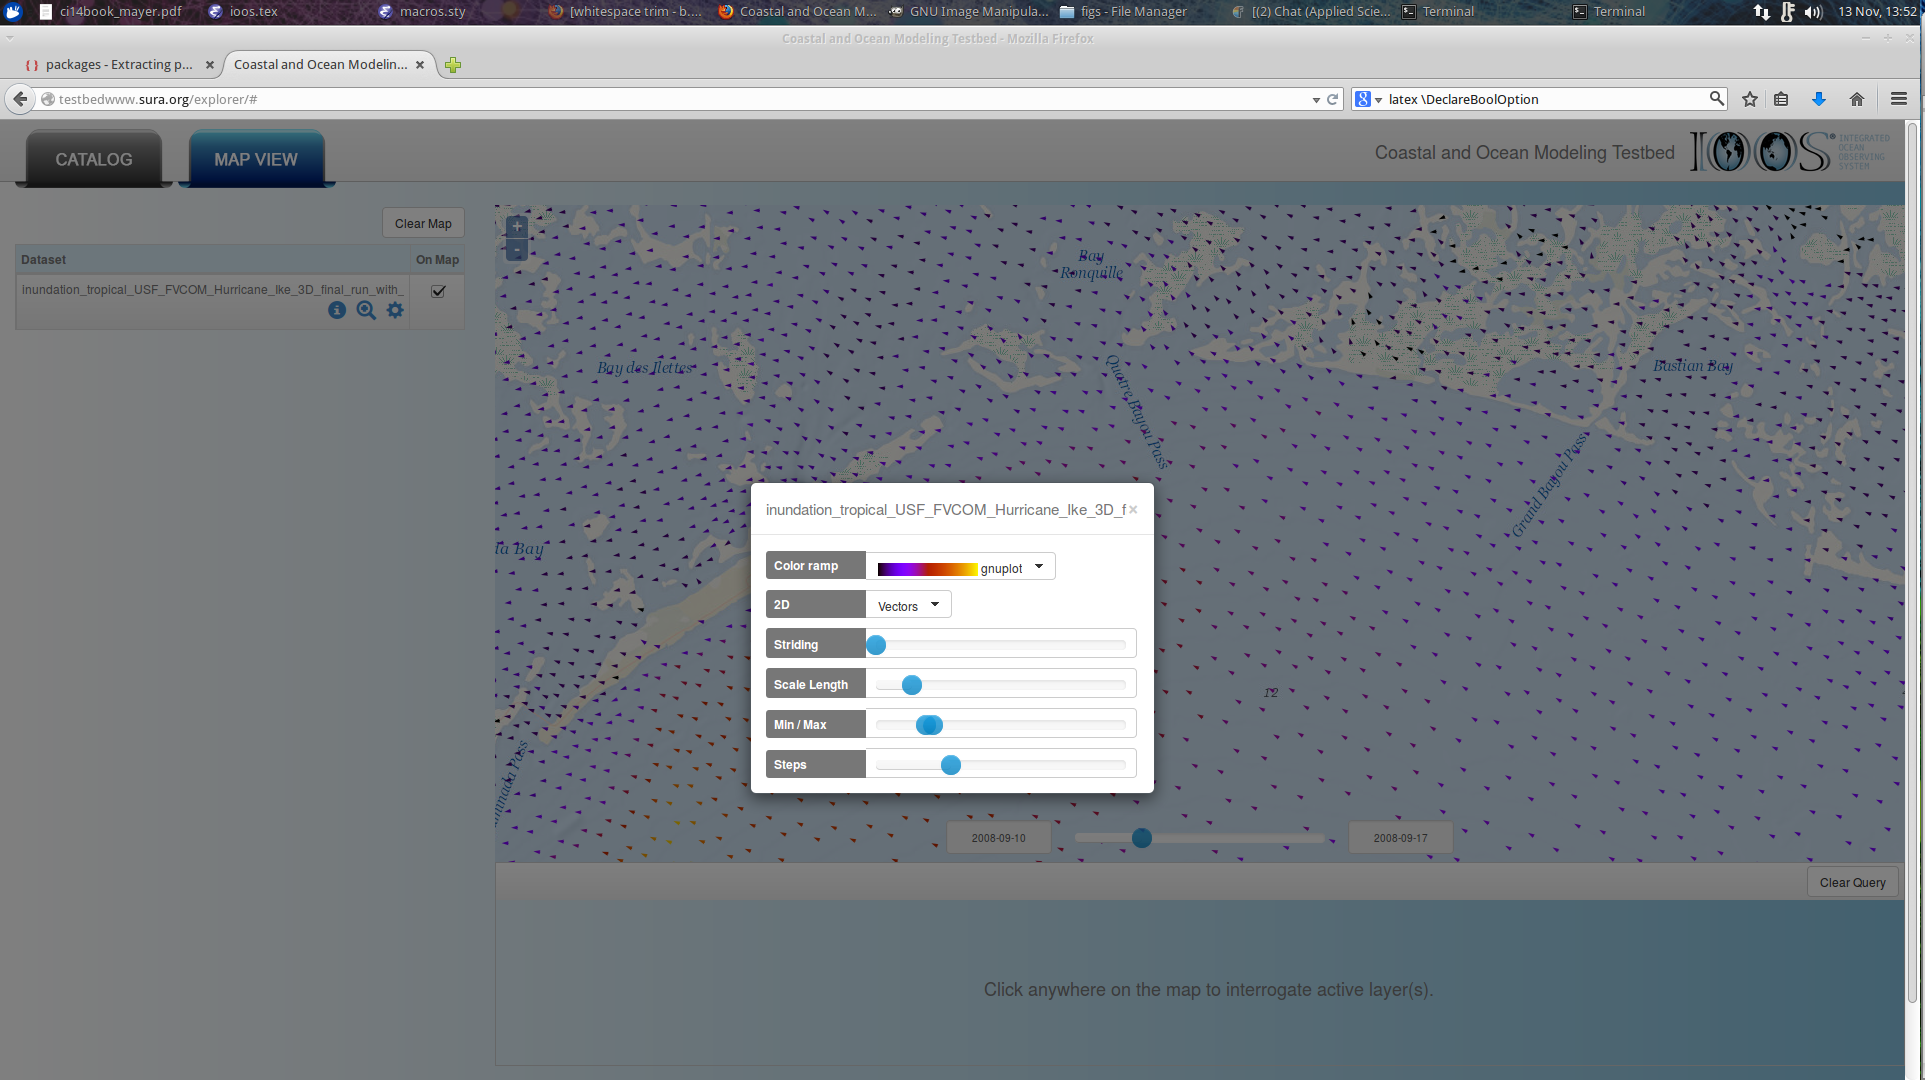 ci14book_mayer.pdf
ioos.tex
macros.sty
[whitespace trim - b....
Coastal and Ocean M...
GNU Image Manipula...
figs - File Manager
[(2) Chat (Applied Scie...
Terminal
Terminal
13 Nov, 13:52
Coastal and Ocean Modeling Testbed - Mozilla Firefox
packages - Extracting p...
Coastal and Ocean Modelin...
testbedwww.sura.org/explorer/#
latex \DeclareBoolOption
CATALOG
MAP VIEW
Coastal and Ocean Modeling Testbed
IOOS®
INTEGRATED
OCEAN
OBSERVING
SYSTEM
Clear Map
Dataset
On Map
inundation_tropical_USF_FVCOM_Hurricane_Ike_3D_final_run_with_
+
-
Bay
Ronquille
Bay des Ilettes
Quatre Bayou Pass
Bastian Bay
Grand Bayou Pass
da Bay
12
inundation_tropical_USF_FVCOM_Hurricane_Ike_3D_f
×
Color ramp
gnuplot
2D
Vectors
Striding
Scale Length
Min / Max
Steps
2008-09-10
2008-09-17
Clear Query
Click anywhere on the map to interrogate active layer(s).